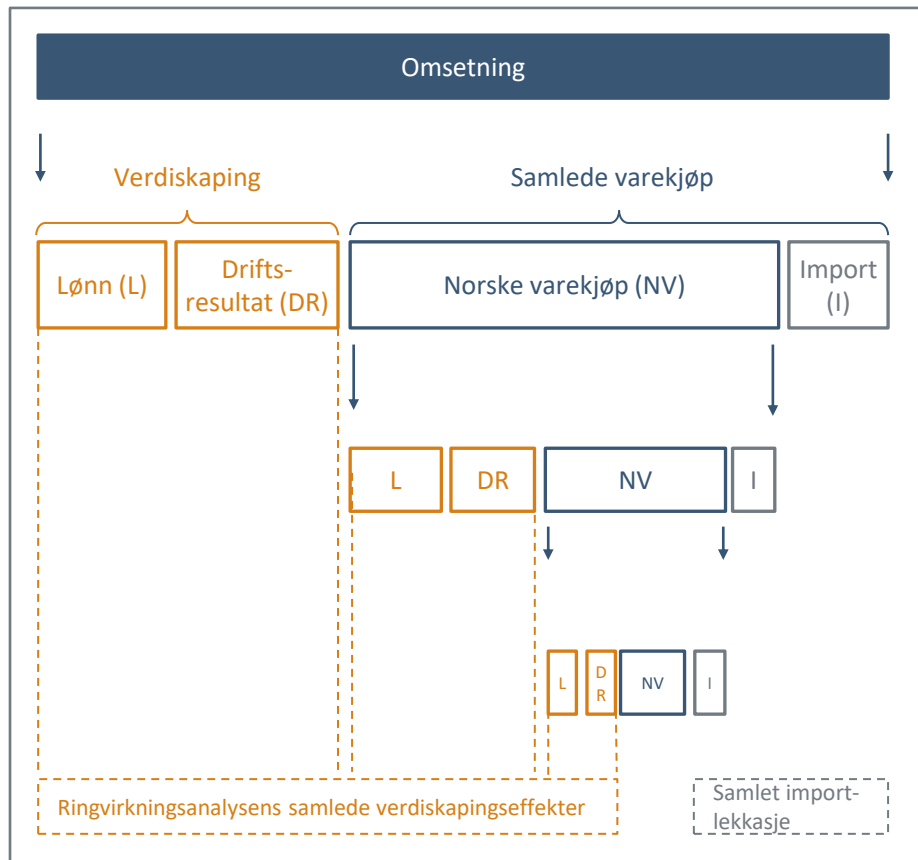 Omsetning
Verdiskaping
Samlede varekjøp
Lønn (L)
Drifts-
resultat (DR)
Norske varekjøp (NV)
Import
(I)
L
DR
NV
I
L
D
R
NV
I
Ringvirkningsanalysens samlede verdiskapingseffekter
Samlet import-
lekkasje